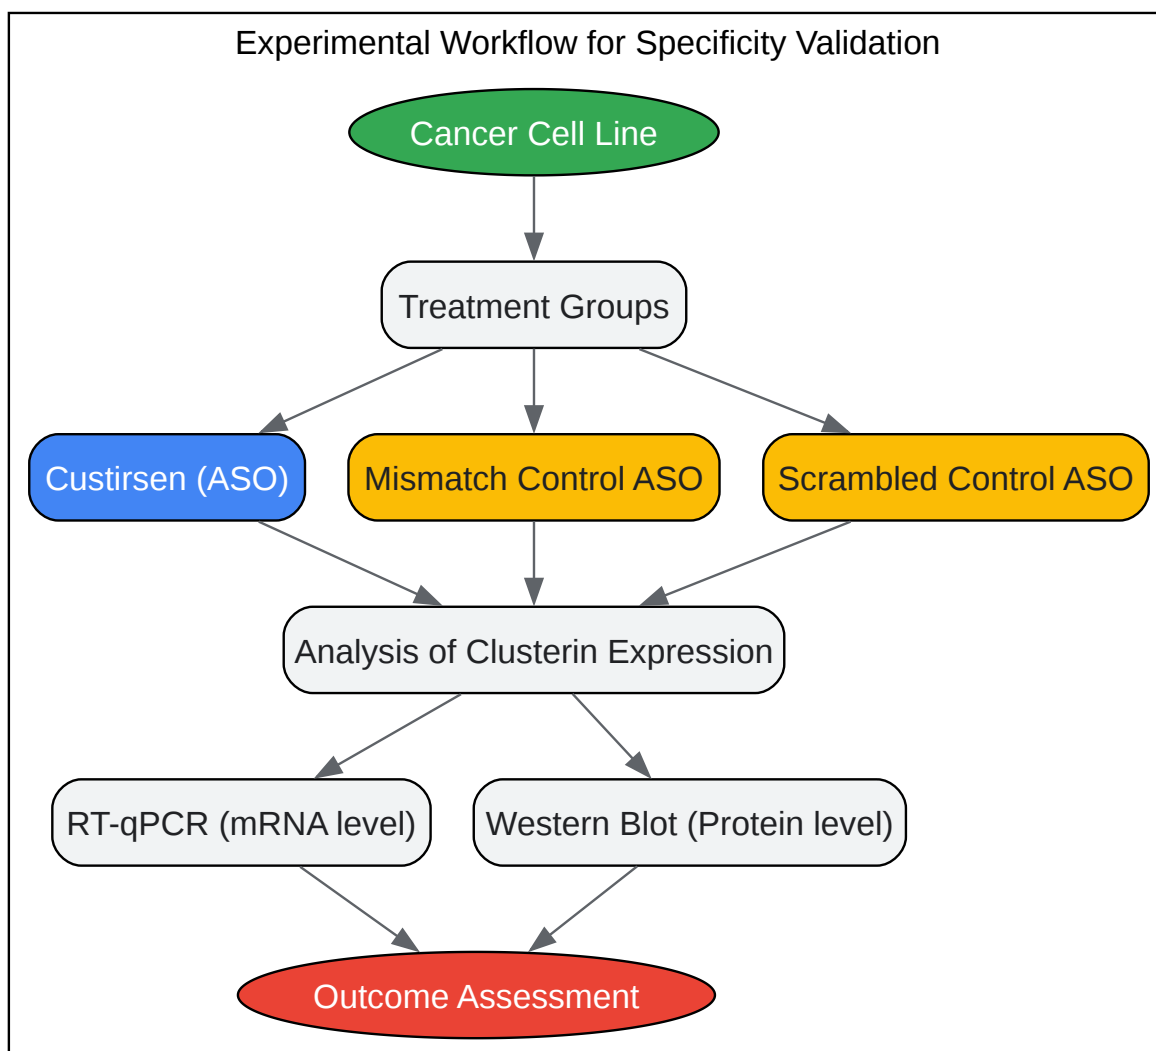 Experimental Workflow for Specificity Validation
Cancer Cell Line
Treatment Groups
Custirsen (ASO)
Mismatch Control ASO
Scrambled Control ASO
Analysis of Clusterin Expression
RT-qPCR (mRNA level)
Western Blot (Protein level)
Outcome Assessment